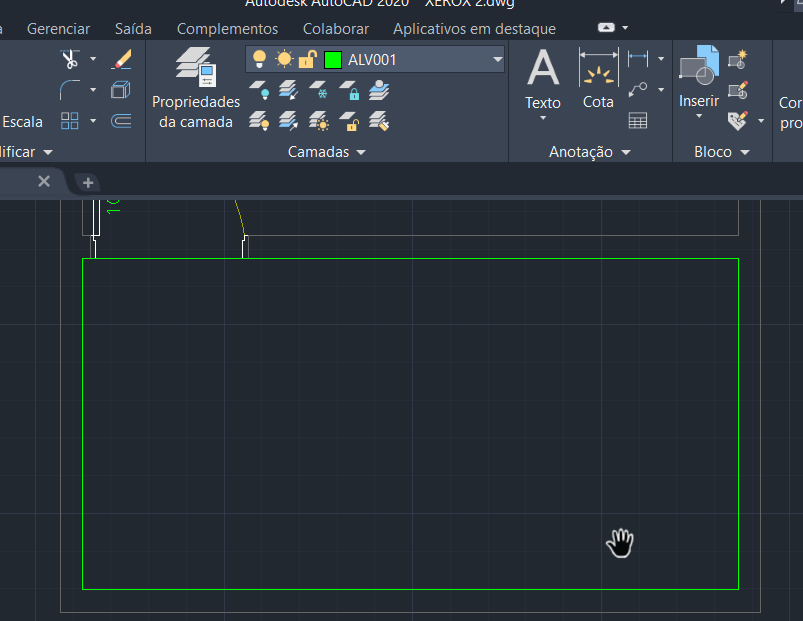 Autodesk AutoCAD 2020 XEROX 2.dwg
Gerenciar Saída Complementos Colaborar Aplicativos em destaque
ALV001
Propriedades
da camada
Texto
Cota
Inserir
Escala
Camadas
Anotação
Bloco